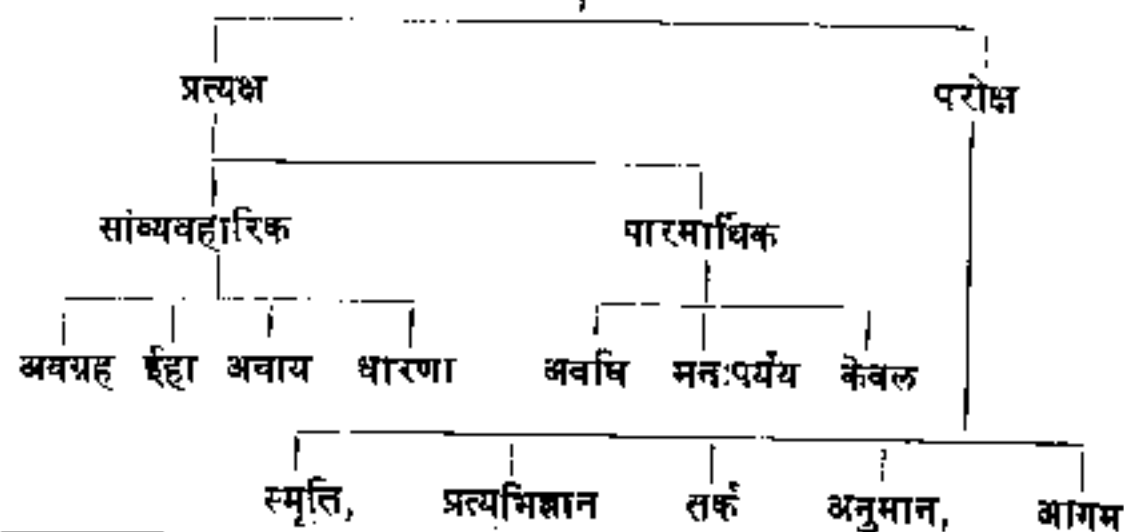 प्रत्यक्ष परोक्ष
सांव्यवहारिक पारमार्थिक
अवग्रह ईहा अवाय धारणा अवधि मनःपर्यय केवल
स्मृति, प्रत्यभिज्ञान तर्क अनुमान, आगम